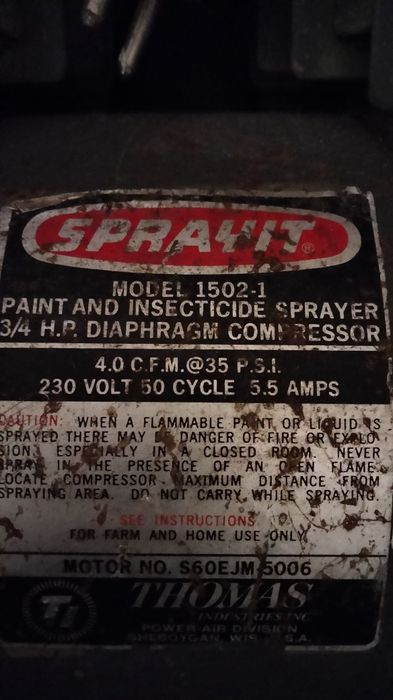 SPRAYIT®
MODEL 1502-1
PAINT AND INSECTICIDE SPRAYER
3/4 H.P. DIAPHRAGM COMPRESSOR
4.0 C.F.M.@35 P.S.I.
230 VOLT 50 CYCLE 5.5 AMPS
CAUTION: WHEN A FLAMMABLE PAINT OR LIQUID IS
SPRAYED THERE MAY BE DANGER OF FIRE OR EXPLO-
SION. ESPECIALLY IN A CLOSED ROOM. NEVER
SPRAY IN THE PRESENCE OF AN OPEN FLAME.
LOCATE COMPRESSOR MAXIMUM DISTANCE FROM
SPRAYING AREA. DO NOT CARRY WHILE SPRAYING.
SEE INSTRUCTIONS
FOR FARM AND HOME USE ONLY
MOTOR NO. S60EJM-5006
TI
THOMAS
INDUSTRIES INC.
POWER AIR DIVISION
SHEBOYGAN, WIS. U.S.A.